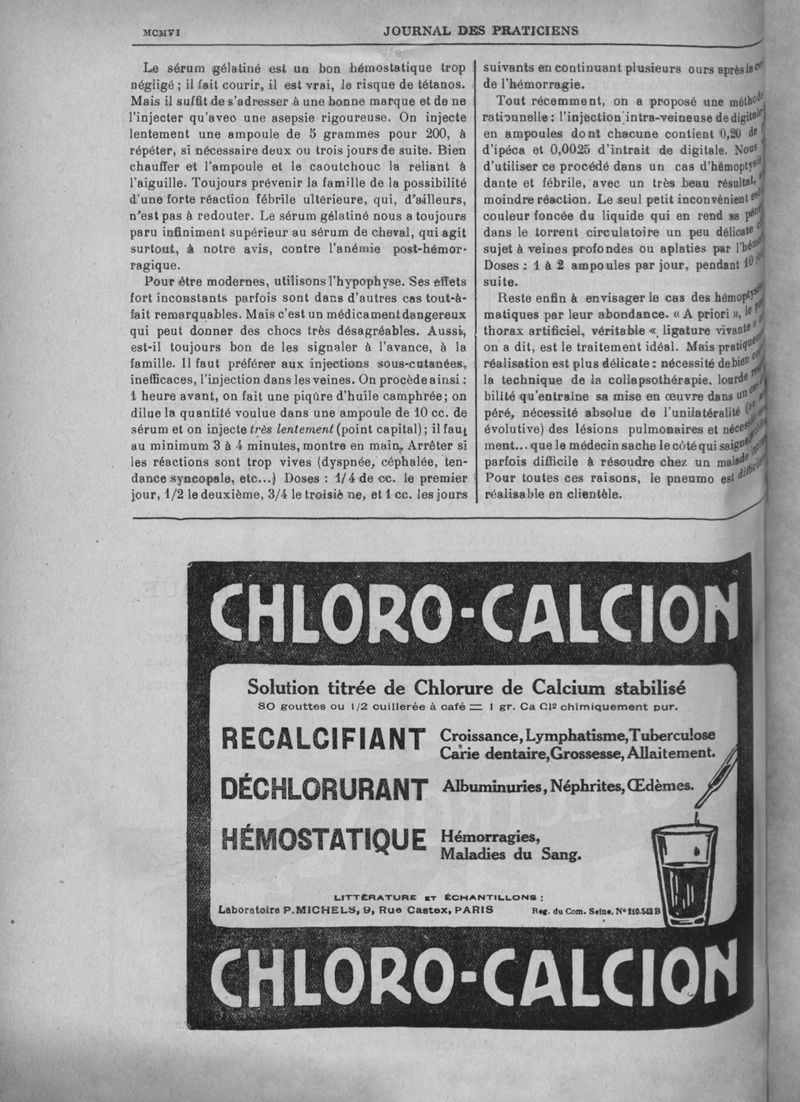 MCMVI
JOURNAL DES PRATICIENS
Le sérum gélatiné est un bon hémostatique trop
négligé ; il fait courir, il est vrai, le risque de tétanos.
Mais il suffit de s'adresser à une bonne marque et de ne
l'injecter qu'avec une asepsie rigoureuse. On injecte
lentement une ampoule de 5 grammes pour 200, à
répéter, si nécessaire deux ou trois jours de suite. Bien
chauffer et l'ampoule et le caoutchouc la reliant à
l'aiguille. Toujours prévenir la famille de la possibilité
d'une forte réaction fébrile ultérieure, qui, d'ailleurs,
n'est pas à redouter. Le sérum gélatiné nous a toujours
paru infiniment supérieur au sérum de cheval, qui agit
surtout, à notre avis, contre l'anémie post-hémor-
ragique.
Pour être modernes, utilisons l'hypophyse. Ses effets
fort inconstants parfois sont dans d'autres cas tout-à-
fait remarquables. Mais c'est un médicament dangereux
qui peut donner des chocs très désagréables. Aussi,
est-il toujours bon de les signaler à l'avance, à la
famille. Il faut préférer aux injections sous-cutanées,
inefficaces, l'injection dans les veines. On procède ainsi :
1 heure avant, on fait une piqûre d'huile camphrée; on
dilue la quantité voulue dans une ampoule de 10 cc. de
sérum et on injecte très lentement (point capital) ; il faut
au minimum 3 à 4 minutes, montre en main. Arrêter si
les réactions sont trop vives (dyspnée, céphalée, ten-
dance syncopale, etc...) Doses : 1/4 de cc. le premier
jour, 1/2 le deuxième, 3/4 le troisiè ne, et 1 cc. les jours
suivants en continuant plusieurs ours après la
de l'hémorragie.
Tout récemment, on a proposé une méthode
rationnelle : l'injection intra-veineuse de digitale
en ampoules dont chacune contient 0,20 de
d'ipéca et 0,0025 d'intrait de digitale. Nous
d'utiliser ce procédé dans un cas d'hémoptysie
dante et fébrile, avec un très beau résultat,
moindre réaction. Le seul petit inconvénient est
couleur foncée du liquide qui en rend sa
dans le torrent circulatoire un peu délicate
sujet à veines profondes ou aplaties par
Doses : 1 à 2 ampoules par jour, pendant 10
suite.
Reste enfin à envisager le cas des
matiques par leur abondance. « A priori », le
thorax artificiel, véritable « ligature vivante »
on a dit, est le traitement idéal. Mais
réalisation est plus délicate : nécessité de bien
la technique de la collapsothérapie, lourde
bilité qu'entraine sa mise en œuvre dans un
péré, nécessité absolue de l'unilatéralité
évolutive) des lésions pulmonaires et
ment... que le médecin sache le côté qui saigne
parfois difficile à résoudre chez un malade
Pour toutes ces raisons, le pneumo est
réalisable en clientèle.
CHLORO-CALCION
Solution titrée de Chlorure de Calcium stabilisé
80 gouttes ou 1/2 cuillerée à café = 1 gr. Ca Cl² chimiquement pur.
RECALCIFIANT Croissance, Lymphatisme, Tuberculose
Carie dentaire, Grossesse, Allaitement.
DÉCHLORURANT Albuminuries, Néphrites, Œdèmes.
HÉMOSTATIQUE Hémorragies,
Maladies du Sang.
LITTÉRATURE ET ÉCHANTILLONS :
Laboratoire P. MICHELS, 9, Rue Castex, PARIS Reg. du Com. Seine, N° 210.542 B
CHLORO-CALCION